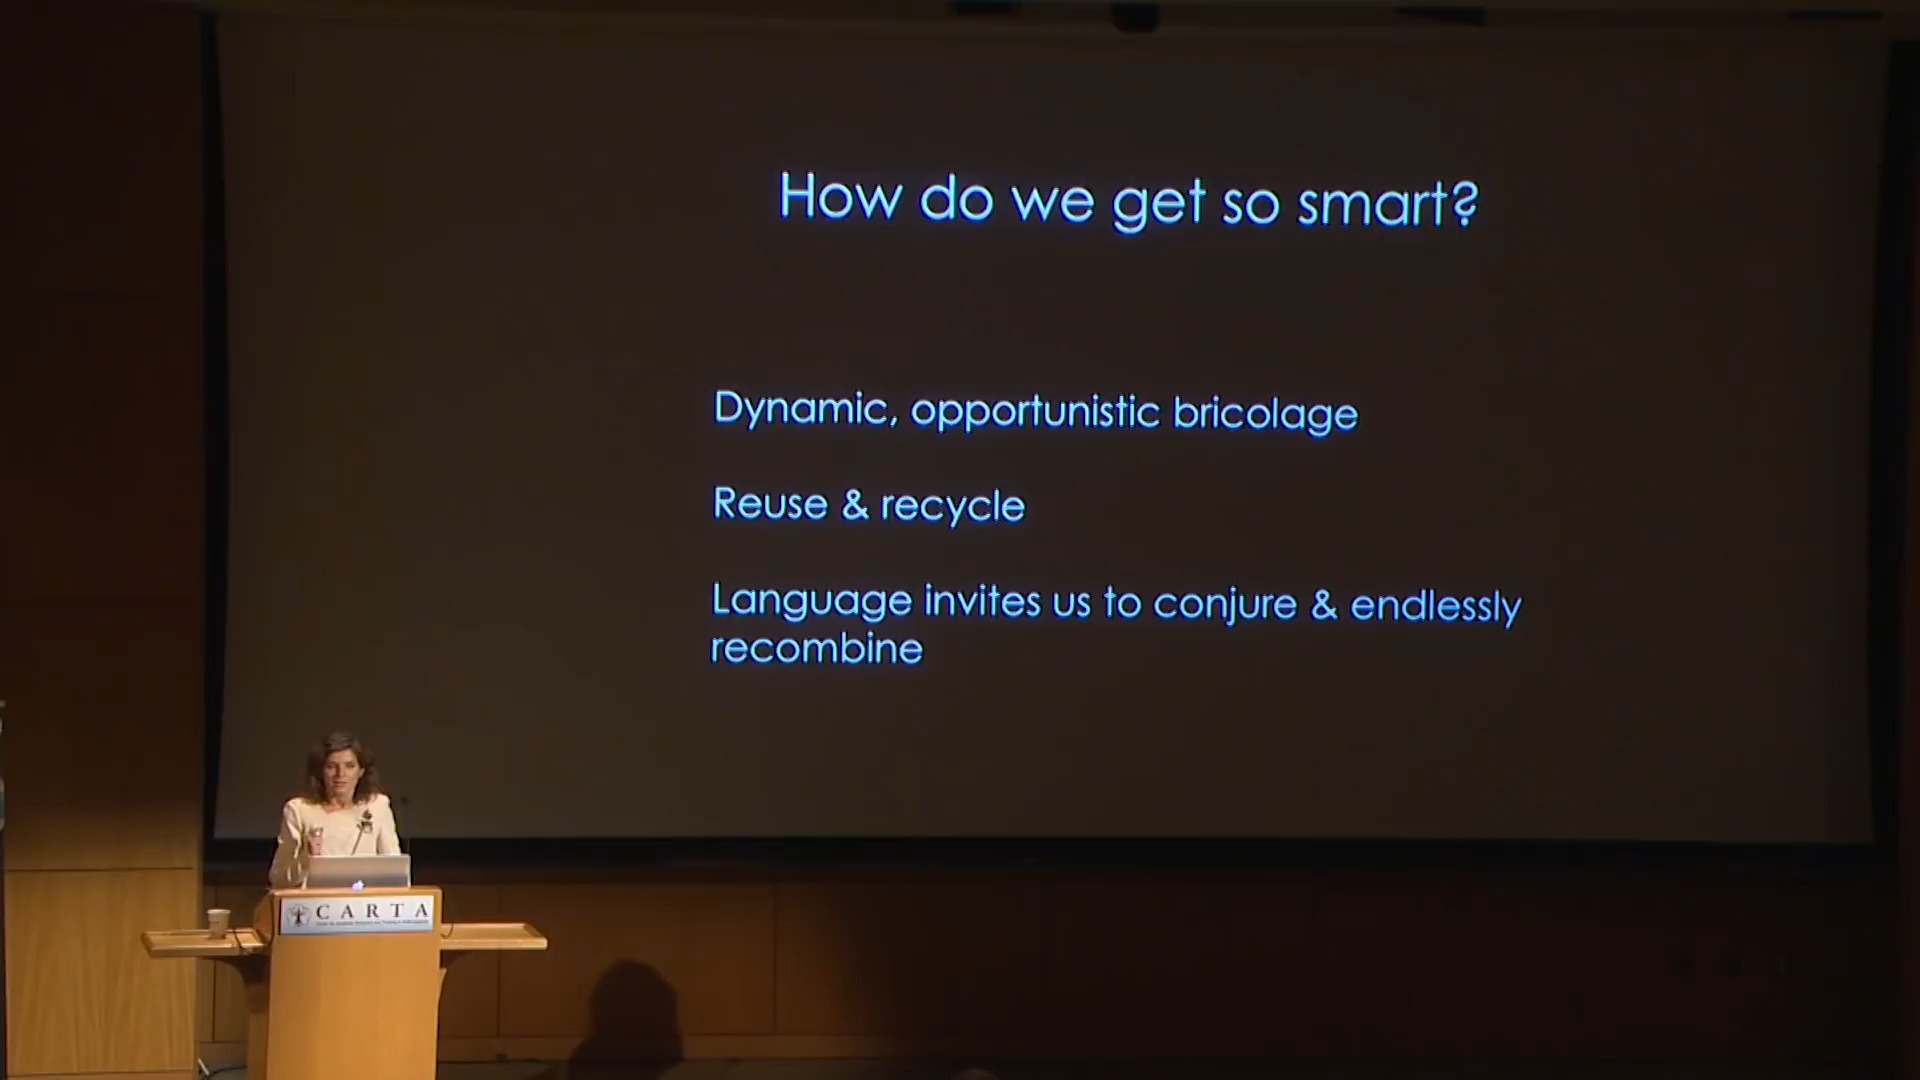 How do we get so smart?
Dynamic, opportunistic bricolage
Reuse & recycle
Language invites us to conjure & endlessly
recombine
CARTA